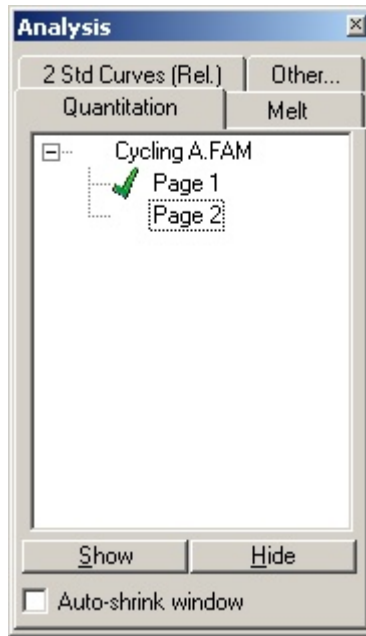 Analysis
2 Std Curves (Rel.) Other...
Quantitation Melt
Cycling A.FAM
Page 1
Page 2
Show Hide
Auto-shrink window